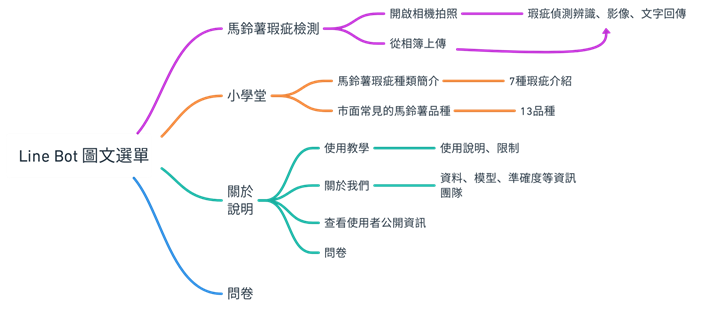 Line Bot 圖文選單
馬鈴薯瑕疵檢測
開啟相機拍照
瑕疵偵測辨識、影像、文字回傳
從相簿上傳
小學堂
馬鈴薯瑕疵種類簡介
7種瑕疵介紹
市面常見的馬鈴薯品種
13品種
關於
說明
使用教學
使用說明、限制
關於我們
資料、模型、準確度等資訊
團隊
查看使用者公開資訊
問卷
問卷